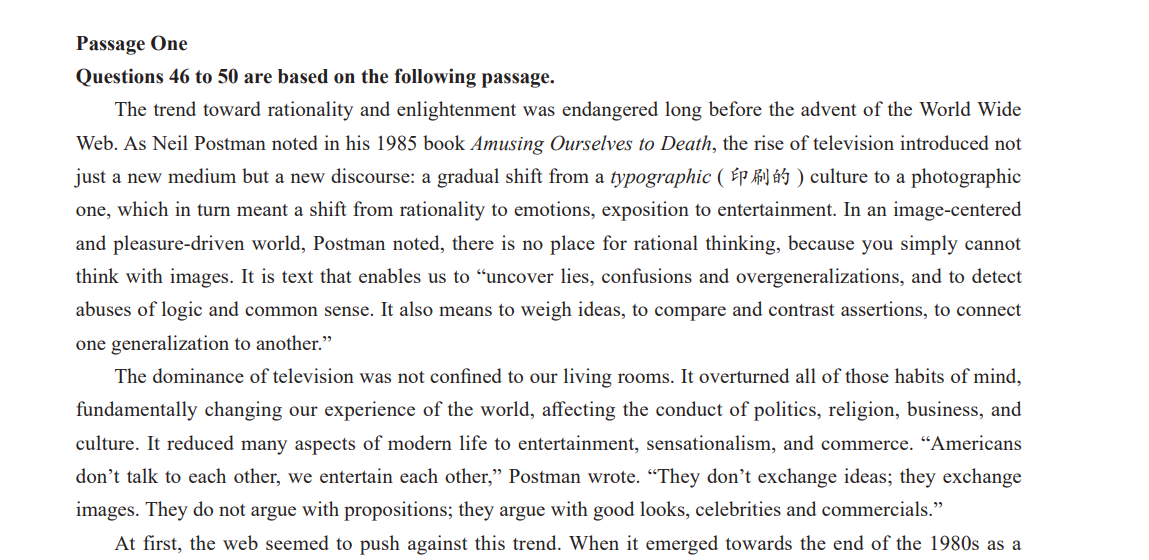 Passage One
Questions 46 to 50 are based on the following passage.
The trend toward rationality and enlightenment was endangered long before the advent of the World Wide
Web. As Neil Postman noted in his 1985 book Amusing Ourselves to Death, the rise of television introduced not
just a new medium but a new discourse: a gradual shift from a typographic ( 印刷的 ) culture to a photographic
one, which in turn meant a shift from rationality to emotions, exposition to entertainment. In an image-centered
and pleasure-driven world, Postman noted, there is no place for rational thinking, because you simply cannot
think with images. It is text that enables us to “uncover lies, confusions and overgeneralizations, and to detect
abuses of logic and common sense. It also means to weigh ideas, to compare and contrast assertions, to connect
one generalization to another.”
The dominance of television was not confined to our living rooms. It overturned all of those habits of mind,
fundamentally changing our experience of the world, affecting the conduct of politics, religion, business, and
culture. It reduced many aspects of modern life to entertainment, sensationalism, and commerce. “Americans
don’t talk to each other, we entertain each other,” Postman wrote. “They don’t exchange ideas; they exchange
images. They do not argue with propositions; they argue with good looks, celebrities and commercials.”
At first, the web seemed to push against this trend. When it emerged towards the end of the 1980s as a